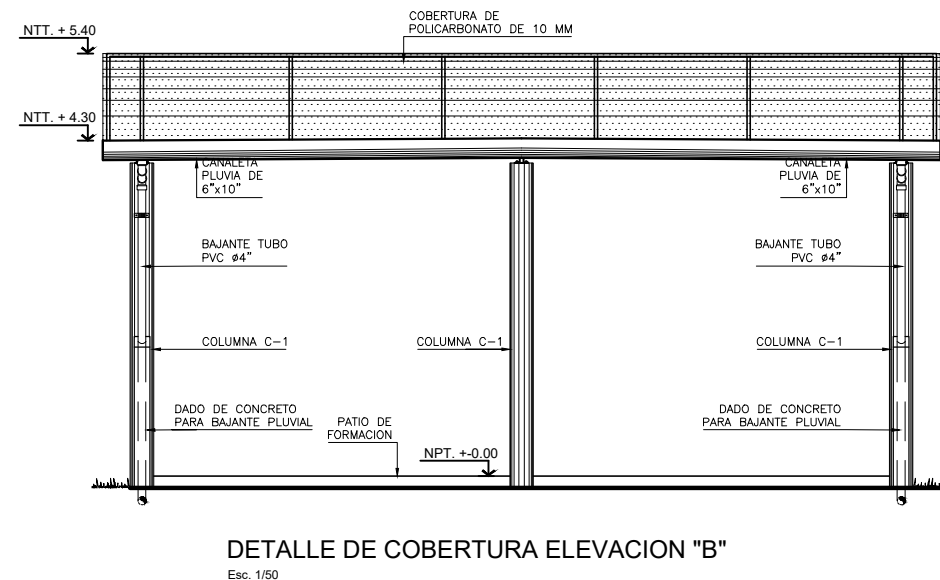 COBERTURA DE
POLICARBONATO DE 10 MM
NTT. + 5.40
NTT. + 4.30
CANALETA
PLUVIA DE
6"x10"
CANALETA
PLUVIA DE
6"x10"
BAJANTE TUBO
PVC ø4"
BAJANTE TUBO
PVC ø4"
COLUMNA C-1
COLUMNA C-1
COLUMNA C-1
DADO DE CONCRETO
PARA BAJANTE PLUVIAL
PATIO DE
FORMACION
DADO DE CONCRETO
PARA BAJANTE PLUVIAL
NPT. +-0.00
DETALLE DE COBERTURA ELEVACION "B"
Esc. 1/50